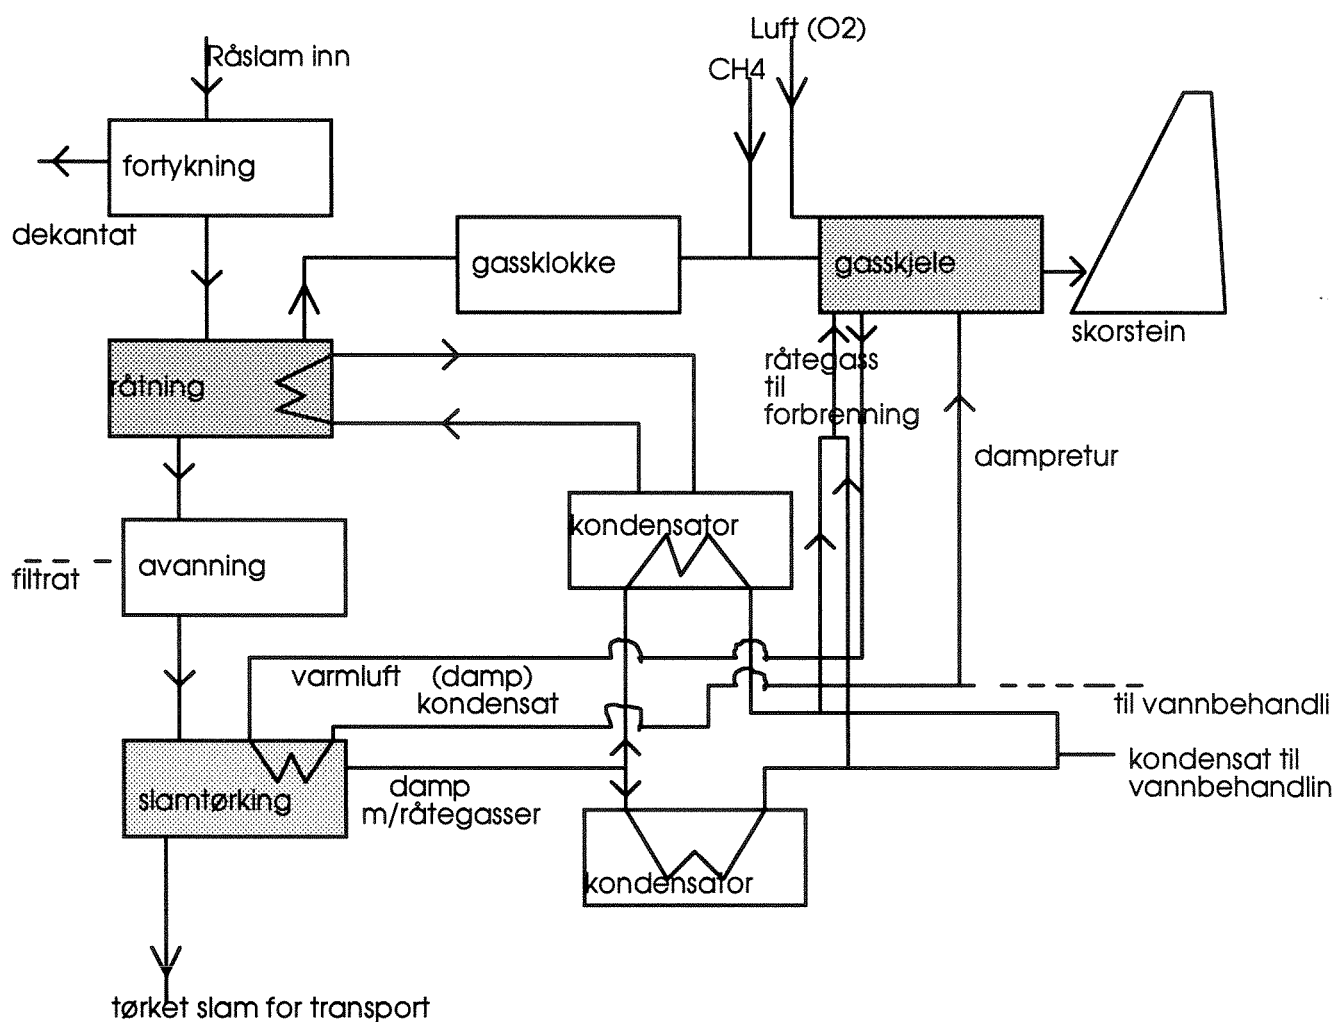 Luft (O2)
Råslam inn
CH4
fortykning
dekantat
gassklokke
gasskjele
skorstein
råtegass
til
forbrenning
råtning
dampretur
kondensator
avanning
filtrat
varmluft (damp)
kondensat
til vannbehandli
kondensat til
vannbehandlin
damp
m/råtegasser
slamtørking
kondensator
tørket slam for transport